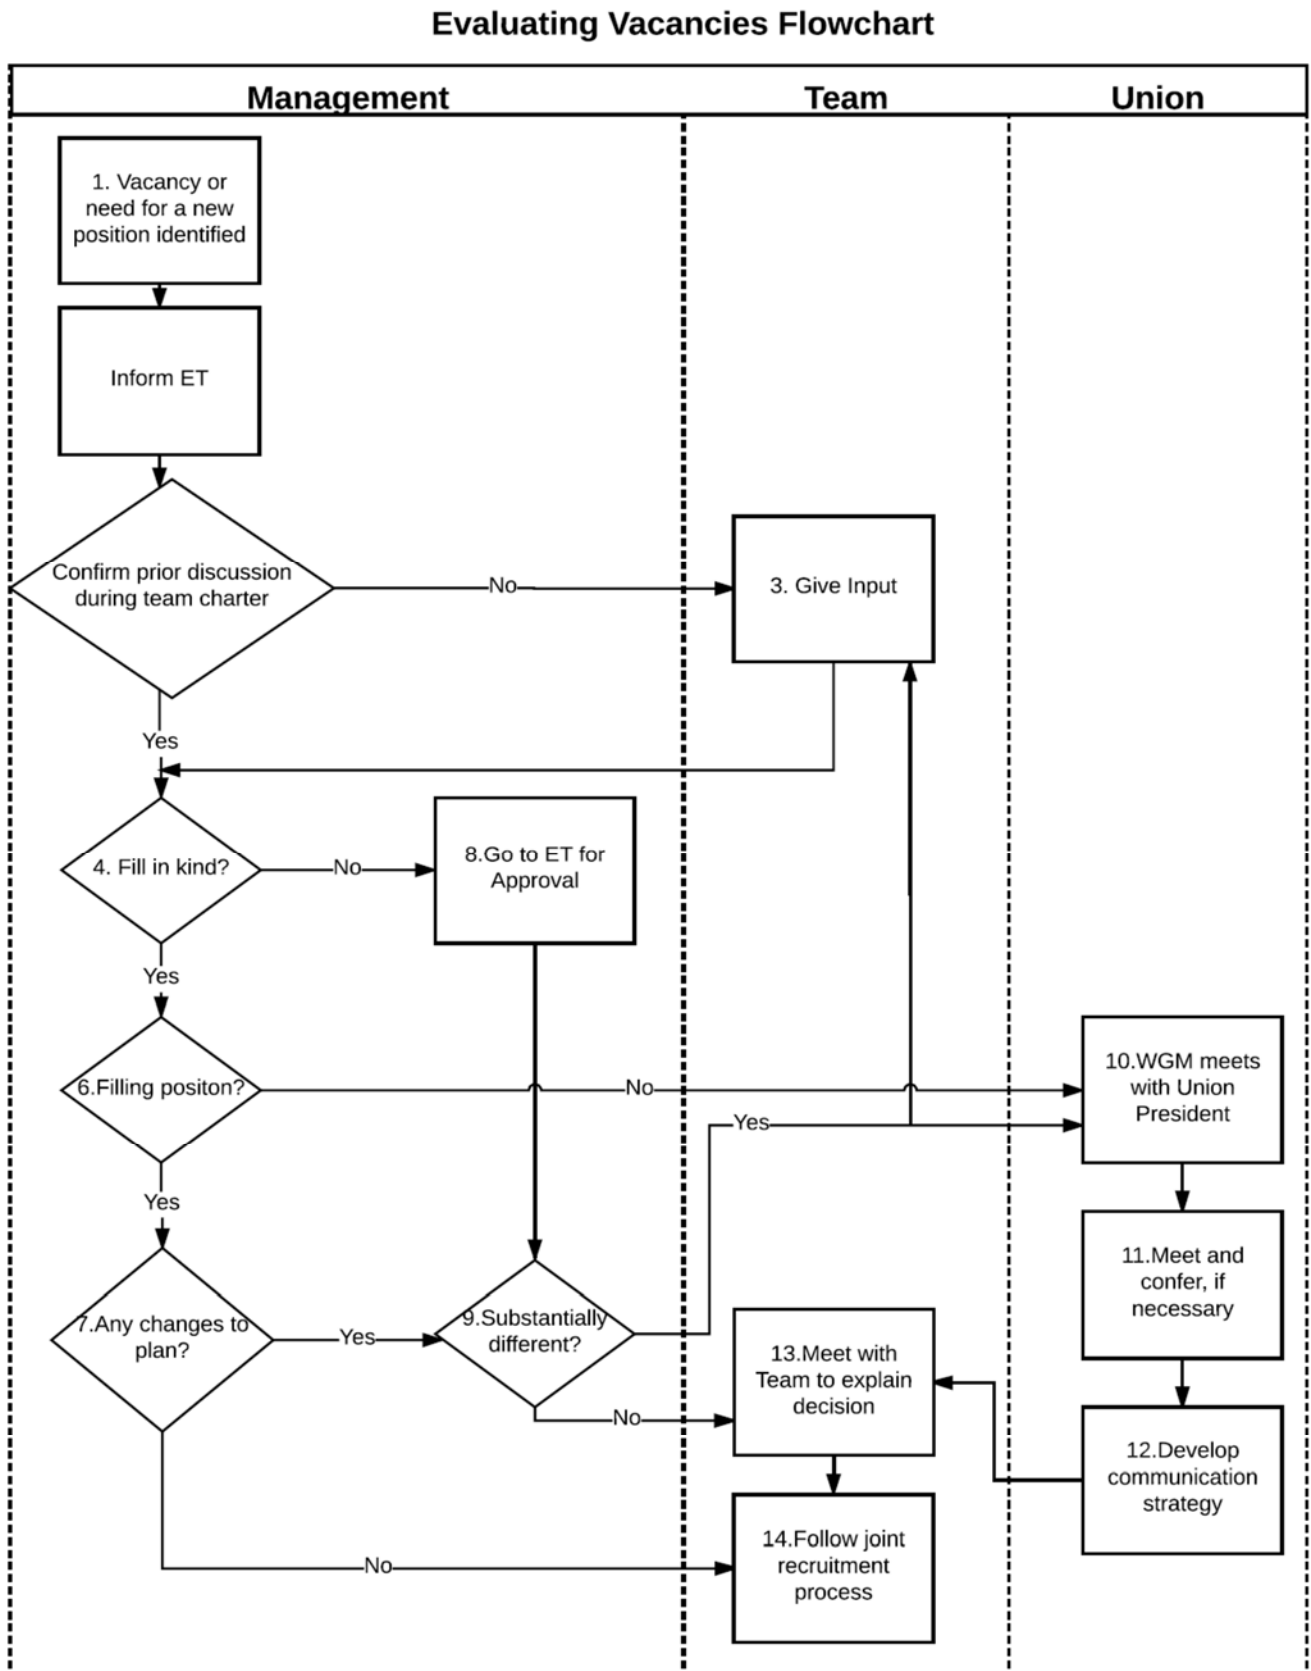 Evaluating Vacancies Flowchart
Management
Team
Union
1. Vacancy or
need for a new
position identified
Inform ET
Confirm prior discussion
during team charter
No
3. Give Input
Yes
4. Fill in kind?
No
8.Go to ET for
Approval
Yes
6.Filling positon?
No
10.WGM meets
with Union
President
Yes
Yes
11.Meet and
confer, if
necessary
7.Any changes to
plan?
Yes
9.Substantially
different?
No
13.Meet with
Team to explain
decision
12.Develop
communication
strategy
No
14.Follow joint
recruitment
process